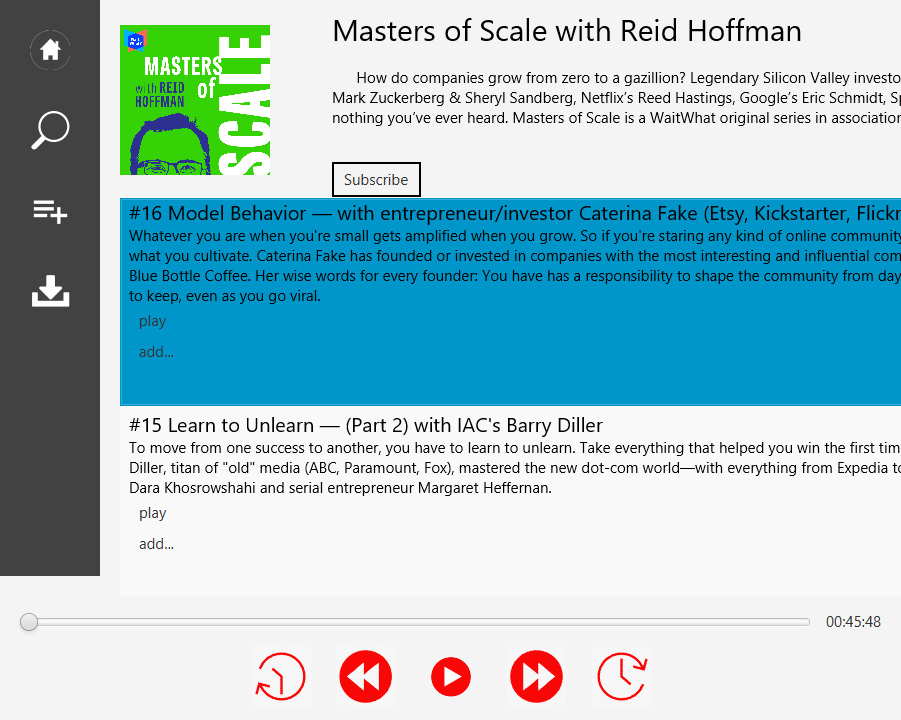 Masters of Scale with Reid Hoffman
MASTERS
with REID
HOFFMAN
of
SCALE
How do companies grow from zero to a gazillion? Legendary Silicon Valley investo
Mark Zuckerberg & Sheryl Sandberg, Netflix’s Reed Hastings, Google’s Eric Schmidt, Sp
nothing you’ve ever heard. Masters of Scale is a WaitWhat original series in association
Subscribe
#16 Model Behavior — with entrepreneur/investor Caterina Fake (Etsy, Kickstarter, Flickr
Whatever you are when you're small gets amplified when you grow. So if you're staring any kind of online community
what you cultivate. Caterina Fake has founded or invested in companies with the most interesting and influential com
Blue Bottle Coffee. Her wise words for every founder: You have has a responsibility to shape the community from day
to keep, even as you go viral.
play
add...
#15 Learn to Unlearn — (Part 2) with IAC's Barry Diller
To move from one success to another, you have to learn to unlearn. Take everything that helped you win the first tim
Diller, titan of "old" media (ABC, Paramount, Fox), mastered the new dot-com world—with everything from Expedia to
Dara Khosrowshahi and serial entrepreneur Margaret Heffernan.
play
add...
00:45:48